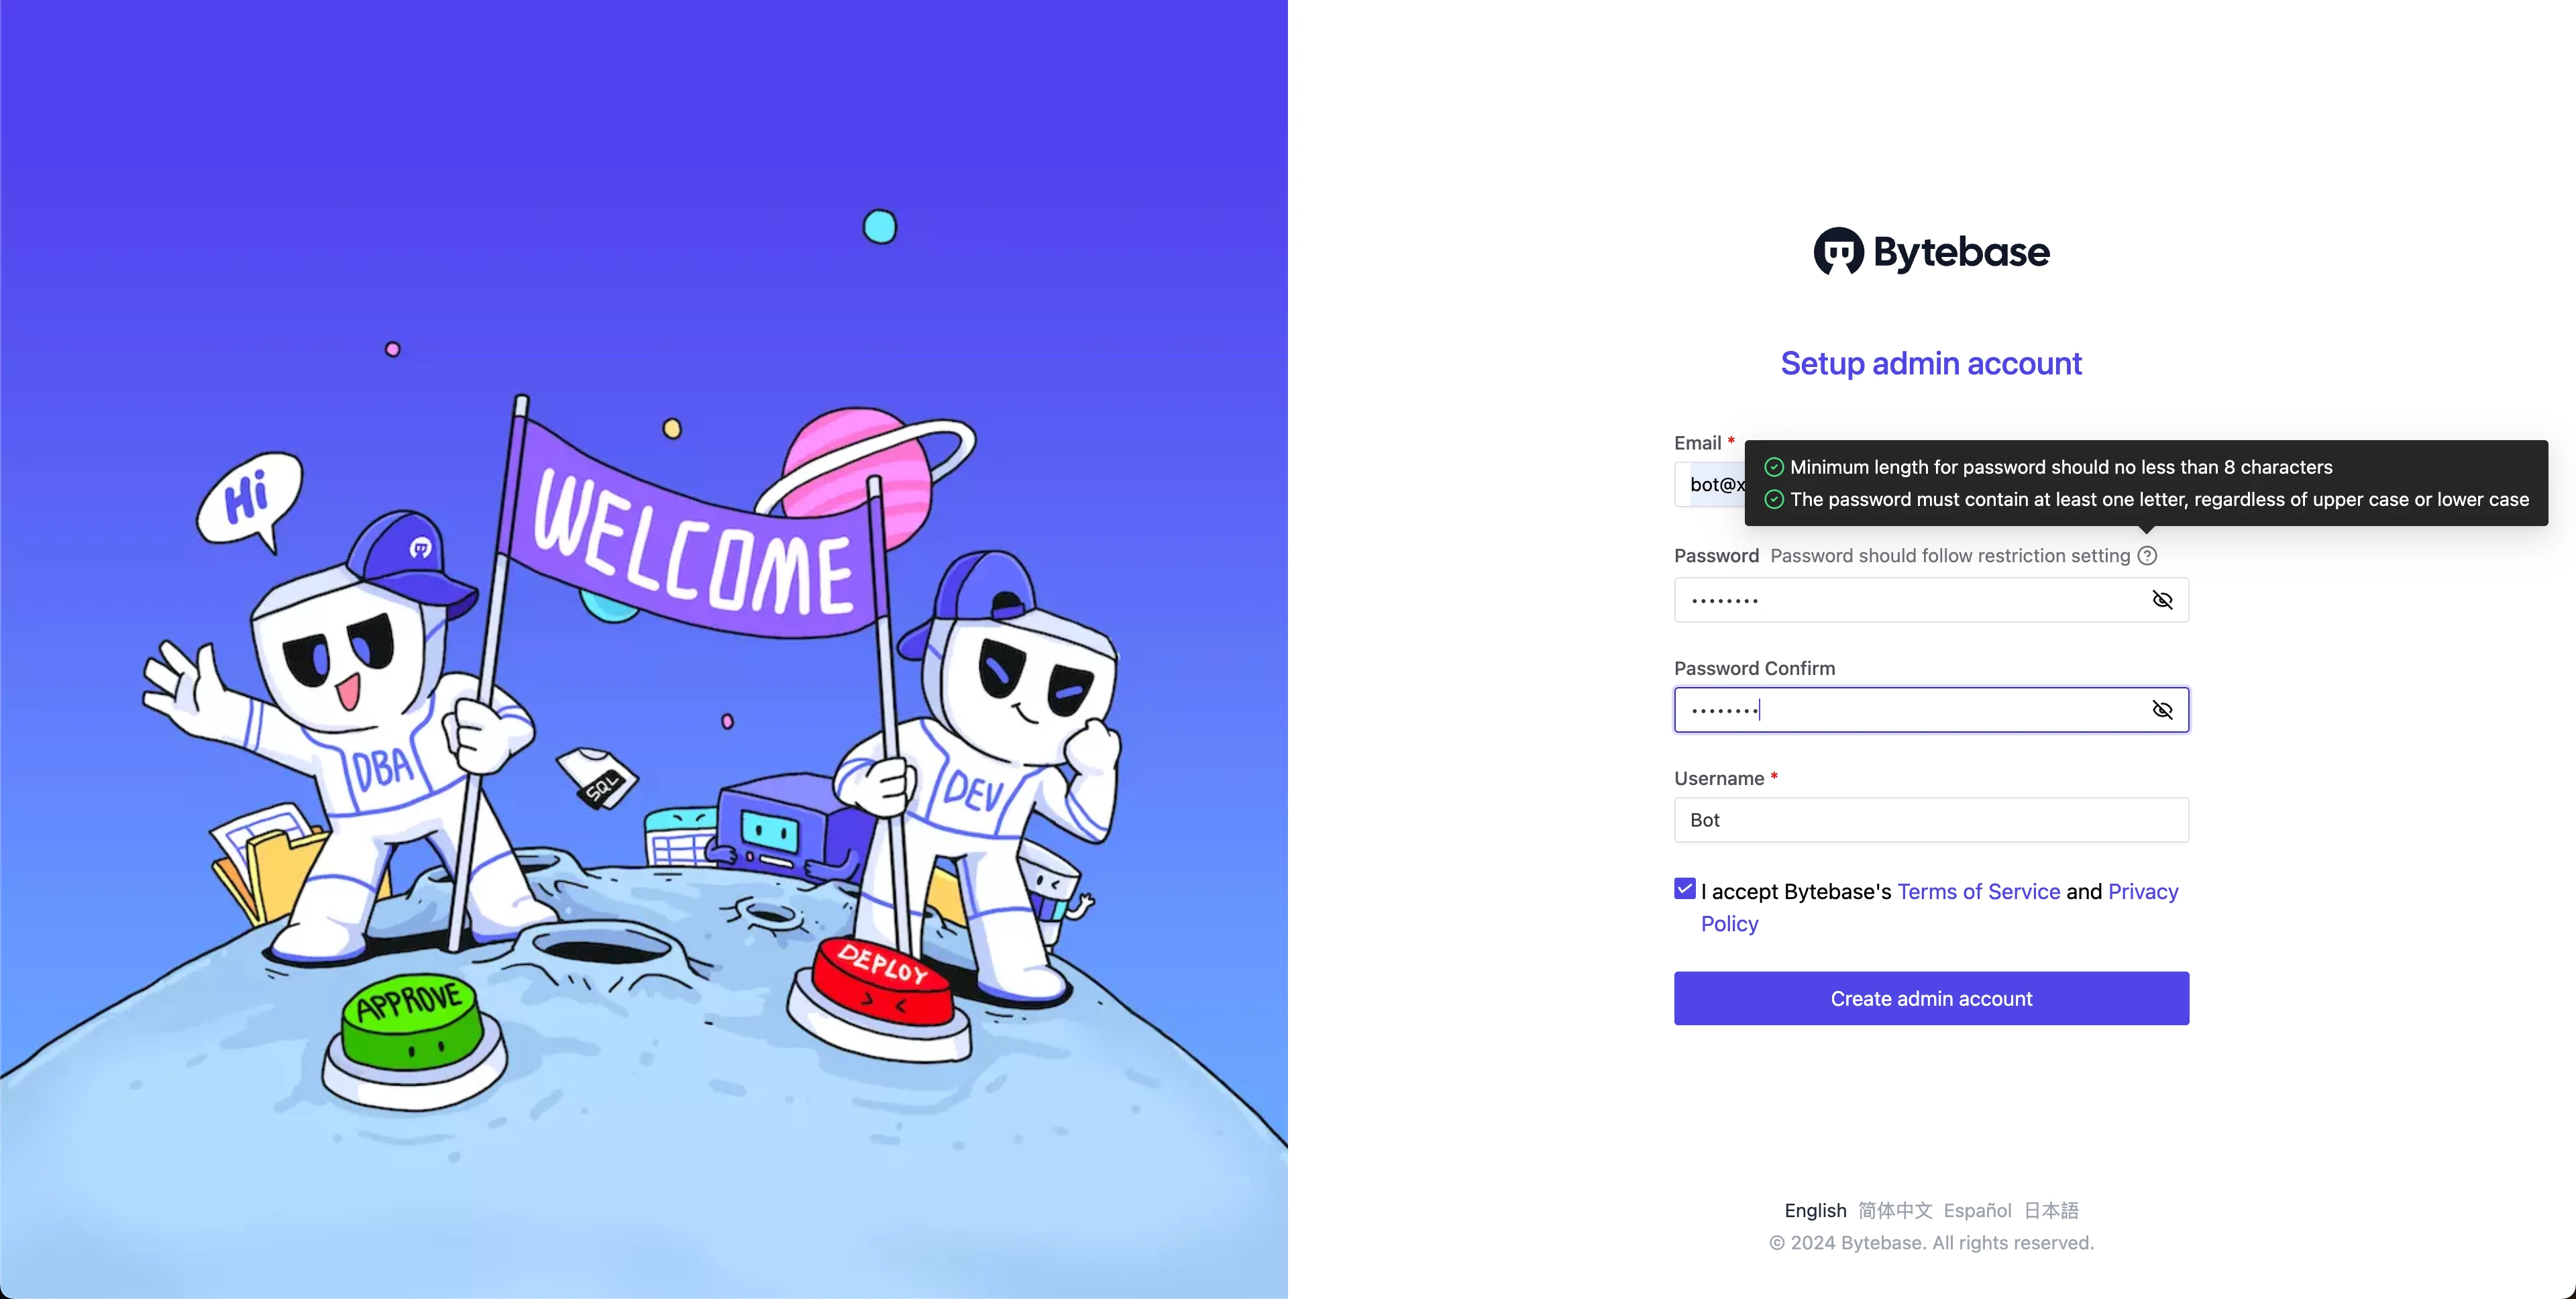 Hi
WELCOME
DBA
SQL
DEV
APPROVE
DEPLOY
Bytebase
Setup admin account
Email *
bot@x
Minimum length for password should no less than 8 characters
The password must contain at least one letter, regardless of upper case or lower case
Password Password should follow restriction setting
Password Confirm
Username *
Bot
I accept Bytebase's Terms of Service and Privacy
Policy
Create admin account
English 简体中文 Español 日本語
© 2024 Bytebase. All rights reserved.